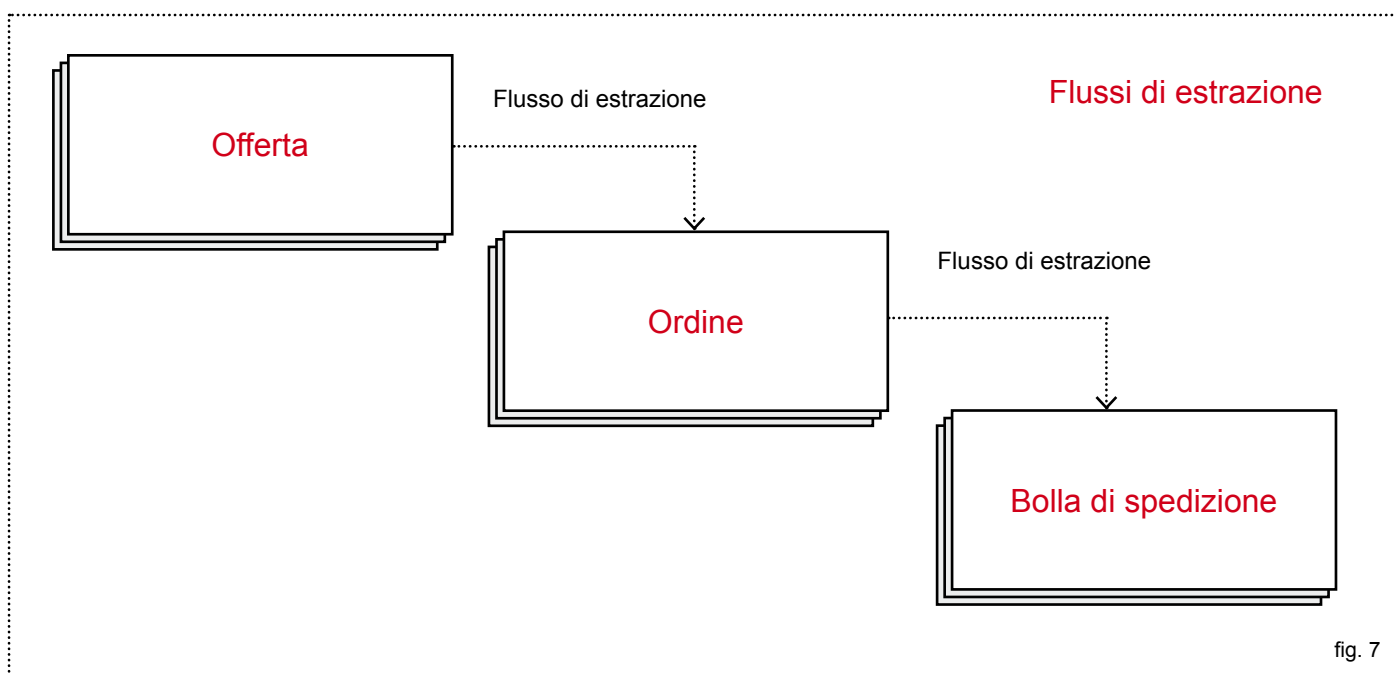 Flussi di estrazione
Flusso di estrazione
Offerta
Flusso di estrazione
Ordine
Bolla di spedizione
fig. 7